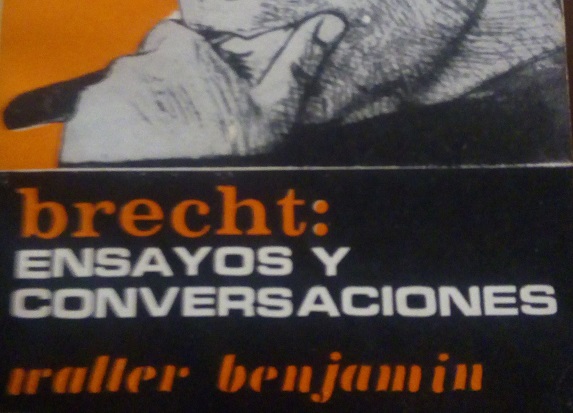 brecht:
ENSAYOS Y
CONVERSACIONES
walter benjamin